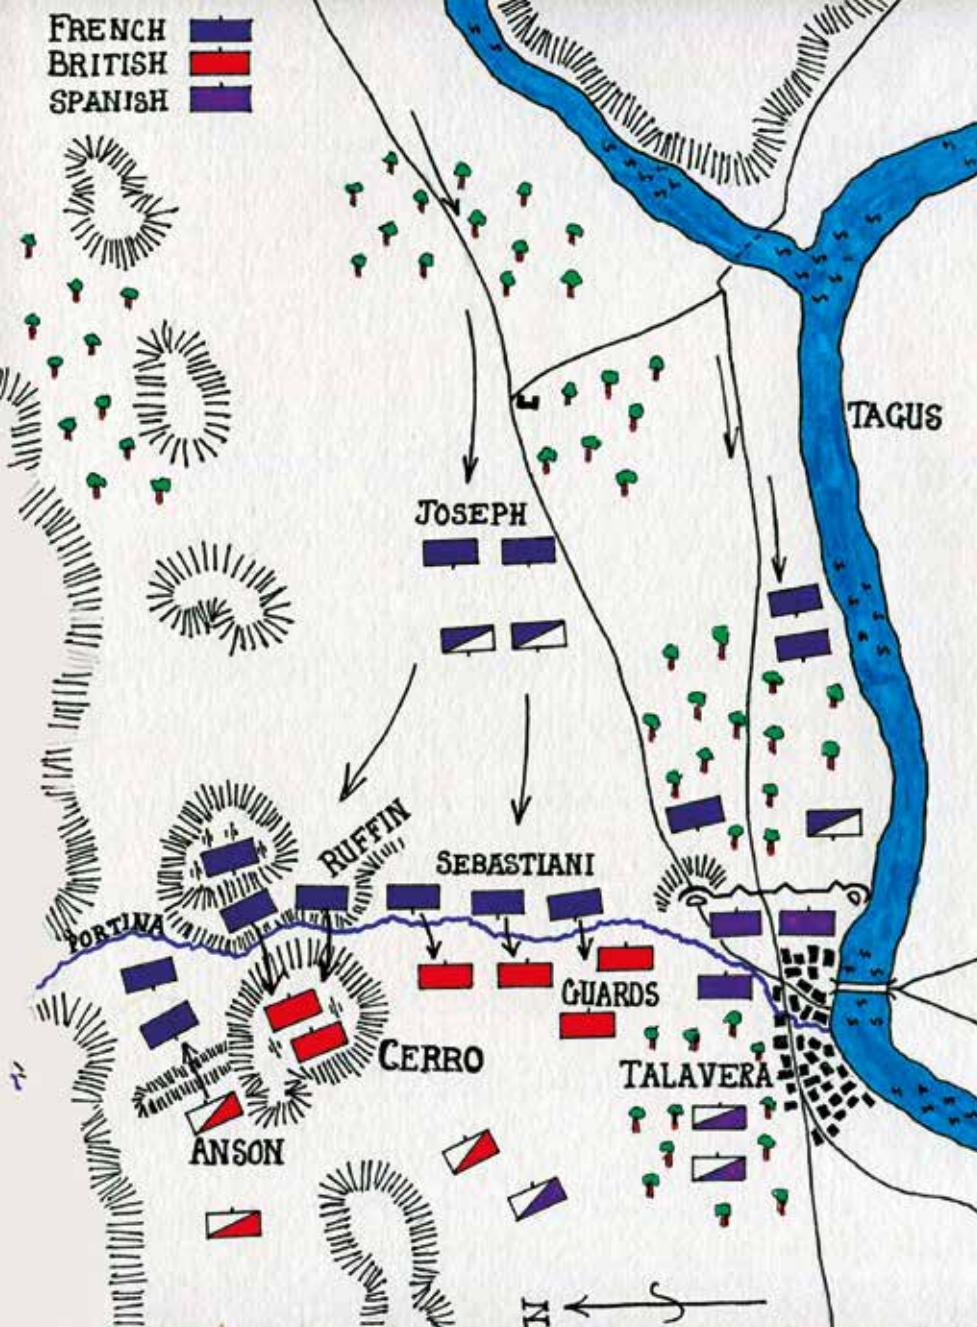 FRENCH
BRITISH
SPANISH
TAGUS
JOSEPH
RUFFIN
SEBASTIANI
PORTINA
GUARDS
CERRO
TALAVERA
ANSON
N